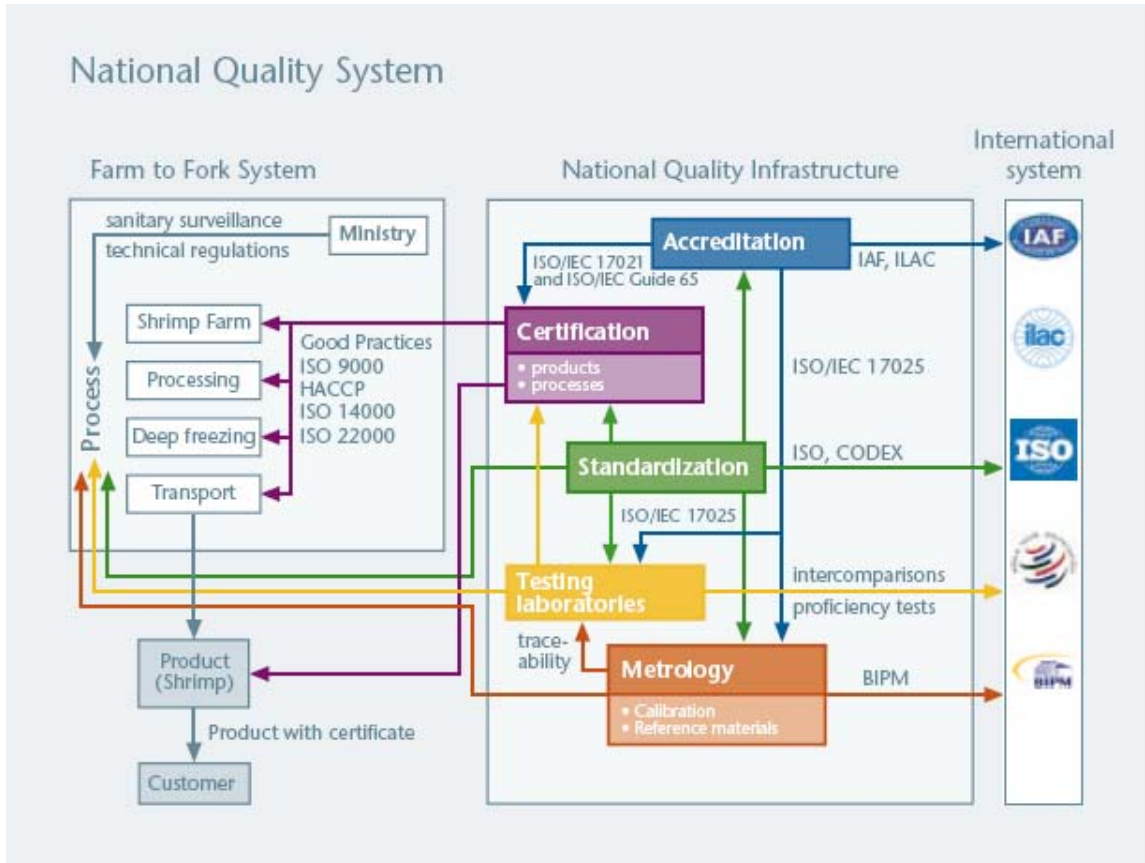 National Quality System
Farm to Fork System
National Quality Infrastructure
International
system
sanitary surveillance
technical regulations
Ministry
Shrimp Farm
Processing
Deep freezing
Transport
Process
Good Practices
ISO 9000
HACCP
ISO 14000
ISO 22000
Product
(Shrimp)
Product with certificate
Customer
Accreditation
IAF, ILAC
ISO/IEC 17021
and ISO/IEC Guide 65
Certification
• products
• processes
ISO/IEC 17025
Standardization
ISO, CODEX
ISO/IEC 17025
Testing
laboratories
intercomparisons
proficiency tests
trace-
ability
Metrology
• Calibration
• Reference materials
BIPM
IAF
ilac
ISO
BIPM